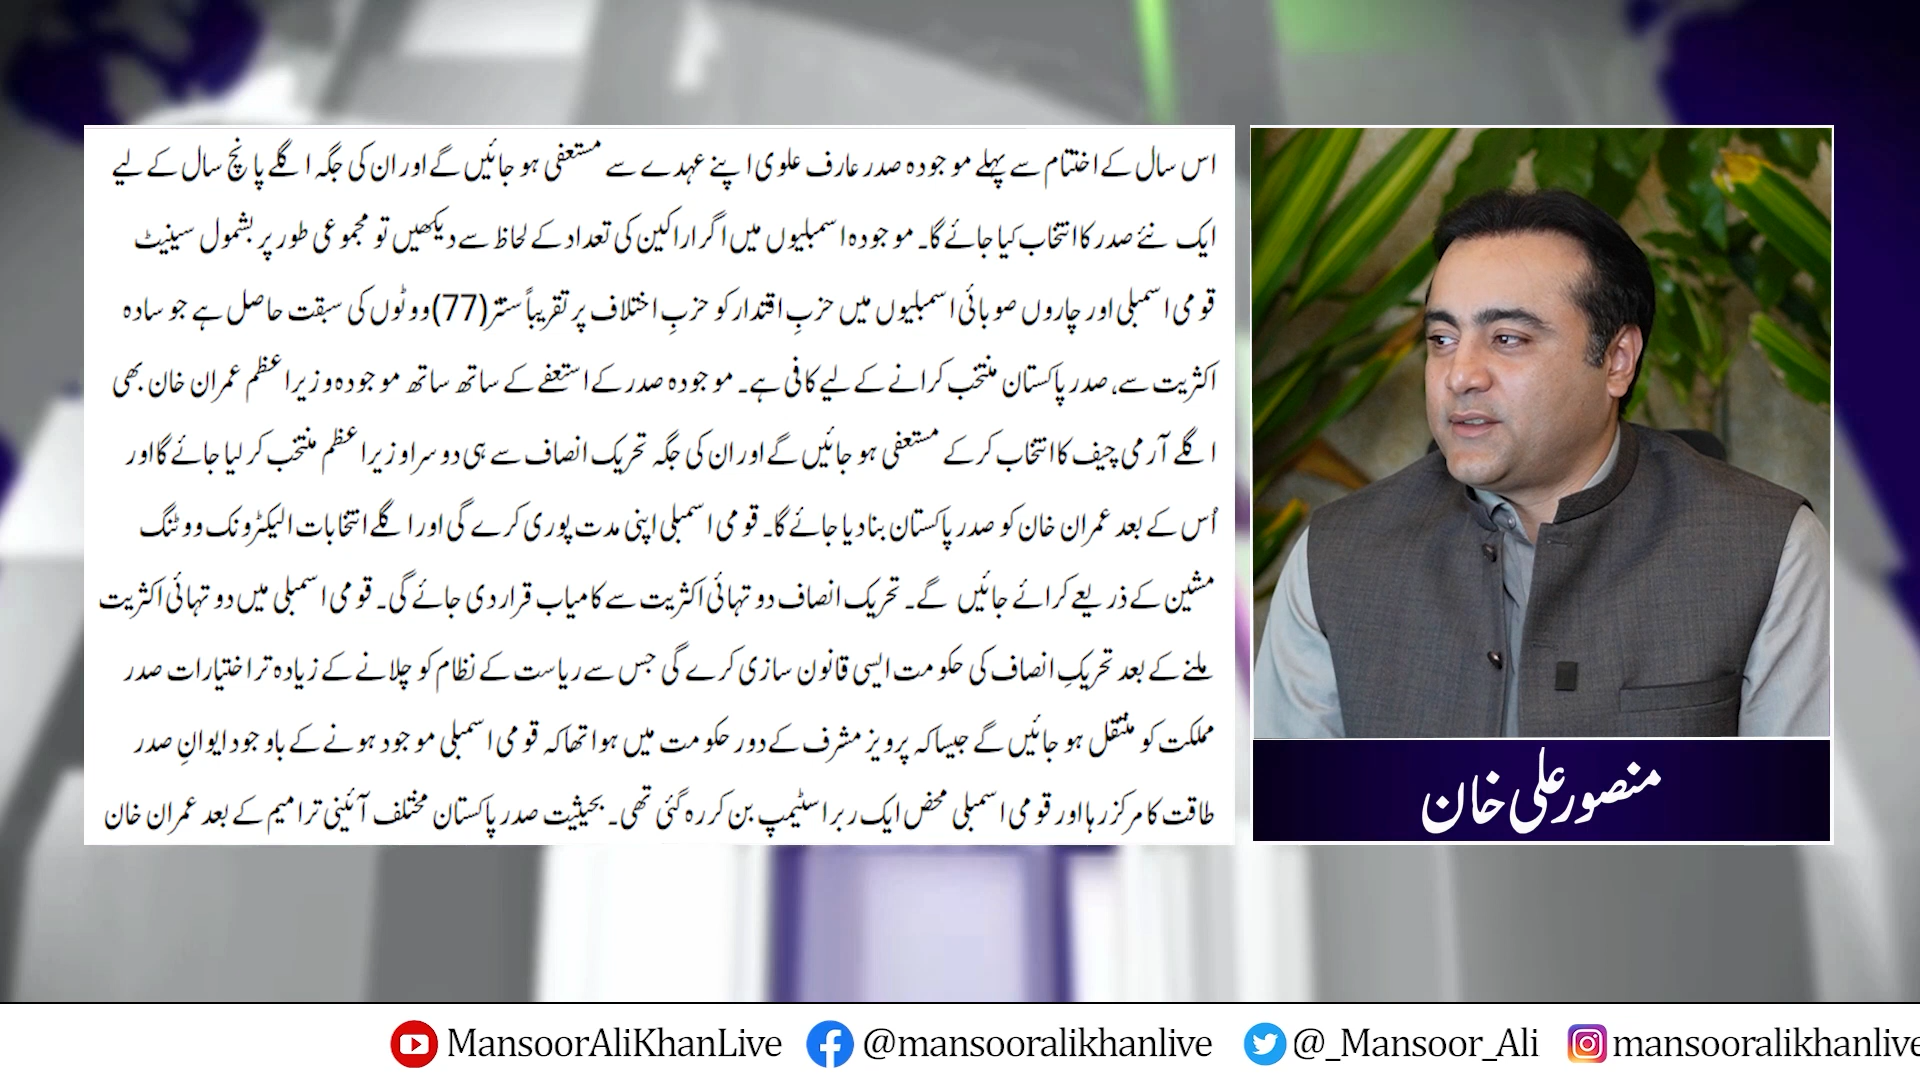 اس سال کے اختتام سے پہلے موجودہ صدر عارف علوی اپنے عہدے سے مستعفی ہو جائیں گے اور ان کی جگہ اگلے پانچ سال کے لیے
ایک نئے صدر کا انتخاب کیا جائے گا۔ موجودہ اسمبلیوں میں اگر اراکین کی تعداد کے لحاظ سے دیکھیں تو مجموعی طور پر بشمول سینیٹ
قومی اسمبلی اور چاروں صوبائی اسمبلیوں میں حزبِ اقتدار کو حزبِ اختلاف پر تقریباً ستتر (77) ووٹوں کی سبقت حاصل ہے جو سادہ
اکثریت سے، صدر پاکستان منتخب کرانے کے لیے کافی ہے۔ موجودہ صدر کے استعفے کے ساتھ ساتھ موجودہ وزیراعظم عمران خان بھی
اگلے آرمی چیف کا انتخاب کر کے مستعفی ہو جائیں گے اور ان کی جگہ تحریک انصاف سے ہی دوسرا وزیراعظم منتخب کر لیا جائے گا اور
اُس کے بعد عمران خان کو صدر پاکستان بنا دیا جائے گا۔ قومی اسمبلی اپنی مدت پوری کرے گی اور اگلے انتخابات الیکٹرونک ووٹنگ
مشین کے ذریعے کرائے جائیں گے۔ تحریک انصاف دو تہائی اکثریت سے کامیاب قرار دی جائے گی۔ قومی اسمبلی میں دو تہائی اکثریت
ملنے کے بعد تحریکِ انصاف کی حکومت ایسی قانون سازی کرے گی جس سے ریاست کے نظام کو چلانے کے زیادہ تر اختیارات صدر
مملکت کو منتقل ہو جائیں گے جیسا کہ پرویز مشرف کے دور حکومت میں ہوا تھا کہ قومی اسمبلی موجود ہونے کے باوجود ایوانِ صدر
طاقت کا مرکز رہا اور قومی اسمبلی محض ایک ربر اسٹیمپ بن کر رہ گئی تھی۔ بحیثیت صدر پاکستان مختلف آئینی ترامیم کے بعد عمران خان
منصور علی خان
MansoorAliKhanLive @mansooralikhanlive @_Mansoor_Ali mansooralikhanlive